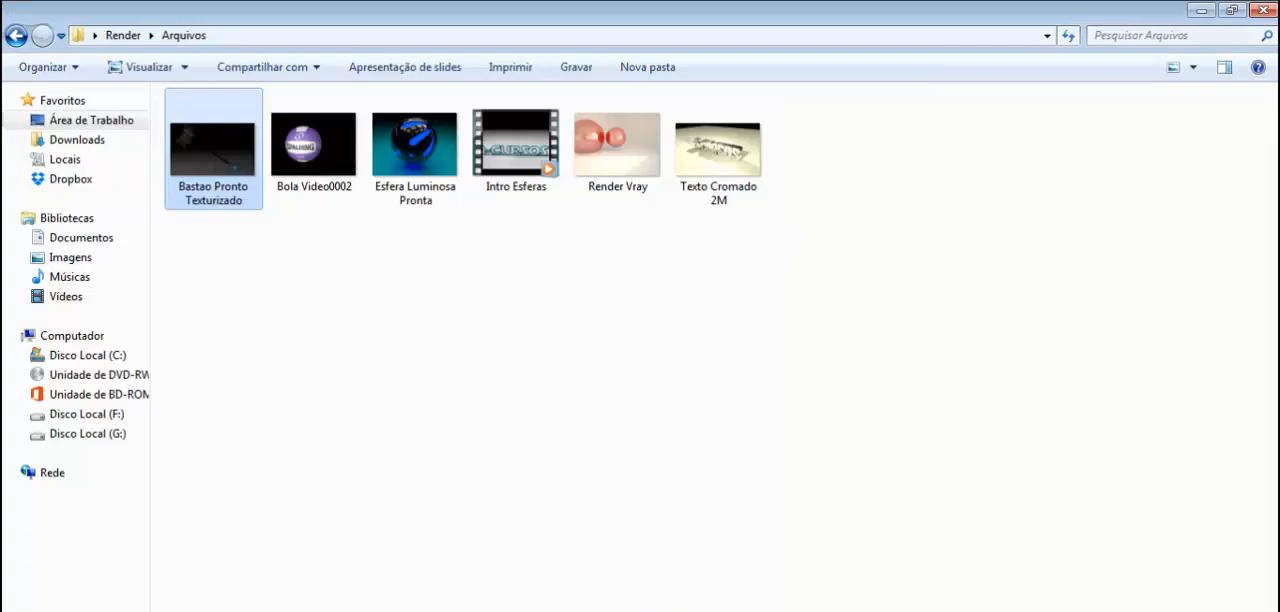 Render Arquivos
Pesquisar Arquivos
Organizar Visualizar Compartilhar com Apresentação de slides Imprimir Gravar Nova pasta
Favoritos
Área de Trabalho
Downloads
Locais
Dropbox
Bibliotecas
Documentos
Imagens
Músicas
Vídeos
Computador
Disco Local (C:)
Unidade de DVD-RW
Unidade de BD-ROM
Disco Local (F:)
Disco Local (G:)
Rede
SPALDING
-CURSOS
Bastao Pronto
Texturizado
Bola Video0002
Esfera Luminosa
Pronta
Intro Esferas
Render Vray
Texto Cromado
2M